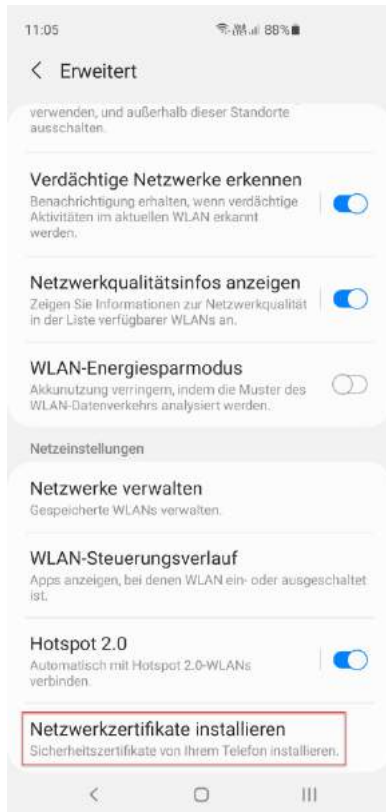 11:05
88%
Erweitert
verwenden, und außerhalb dieser Standorte
ausschalten.
Verdächtige Netzwerke erkennen
Benachrichtigung erhalten, wenn verdächtige
Aktivitäten im aktuellen WLAN erkannt
werden.
Netzwerkqualitätsinfos anzeigen
Zeigen Sie Informationen zur Netzwerkqualität
in der Liste verfügbarer WLANs an.
WLAN-Energiesparmodus
Akkunutzung verringern, indem die Muster des
WLAN-Datenverkehrs analysiert werden.
Netzeinstellungen
Netzwerke verwalten
Gespeicherte WLANs verwalten.
WLAN-Steuerungsverlauf
Apps anzeigen, bei denen WLAN ein- oder ausgeschaltet
ist.
Hotspot 2.0
Automatisch mit Hotspot 2.0-WLANs
verbinden.
Netzwerkzertifikate installieren
Sicherheitszertifikate von Ihrem Telefon installieren.